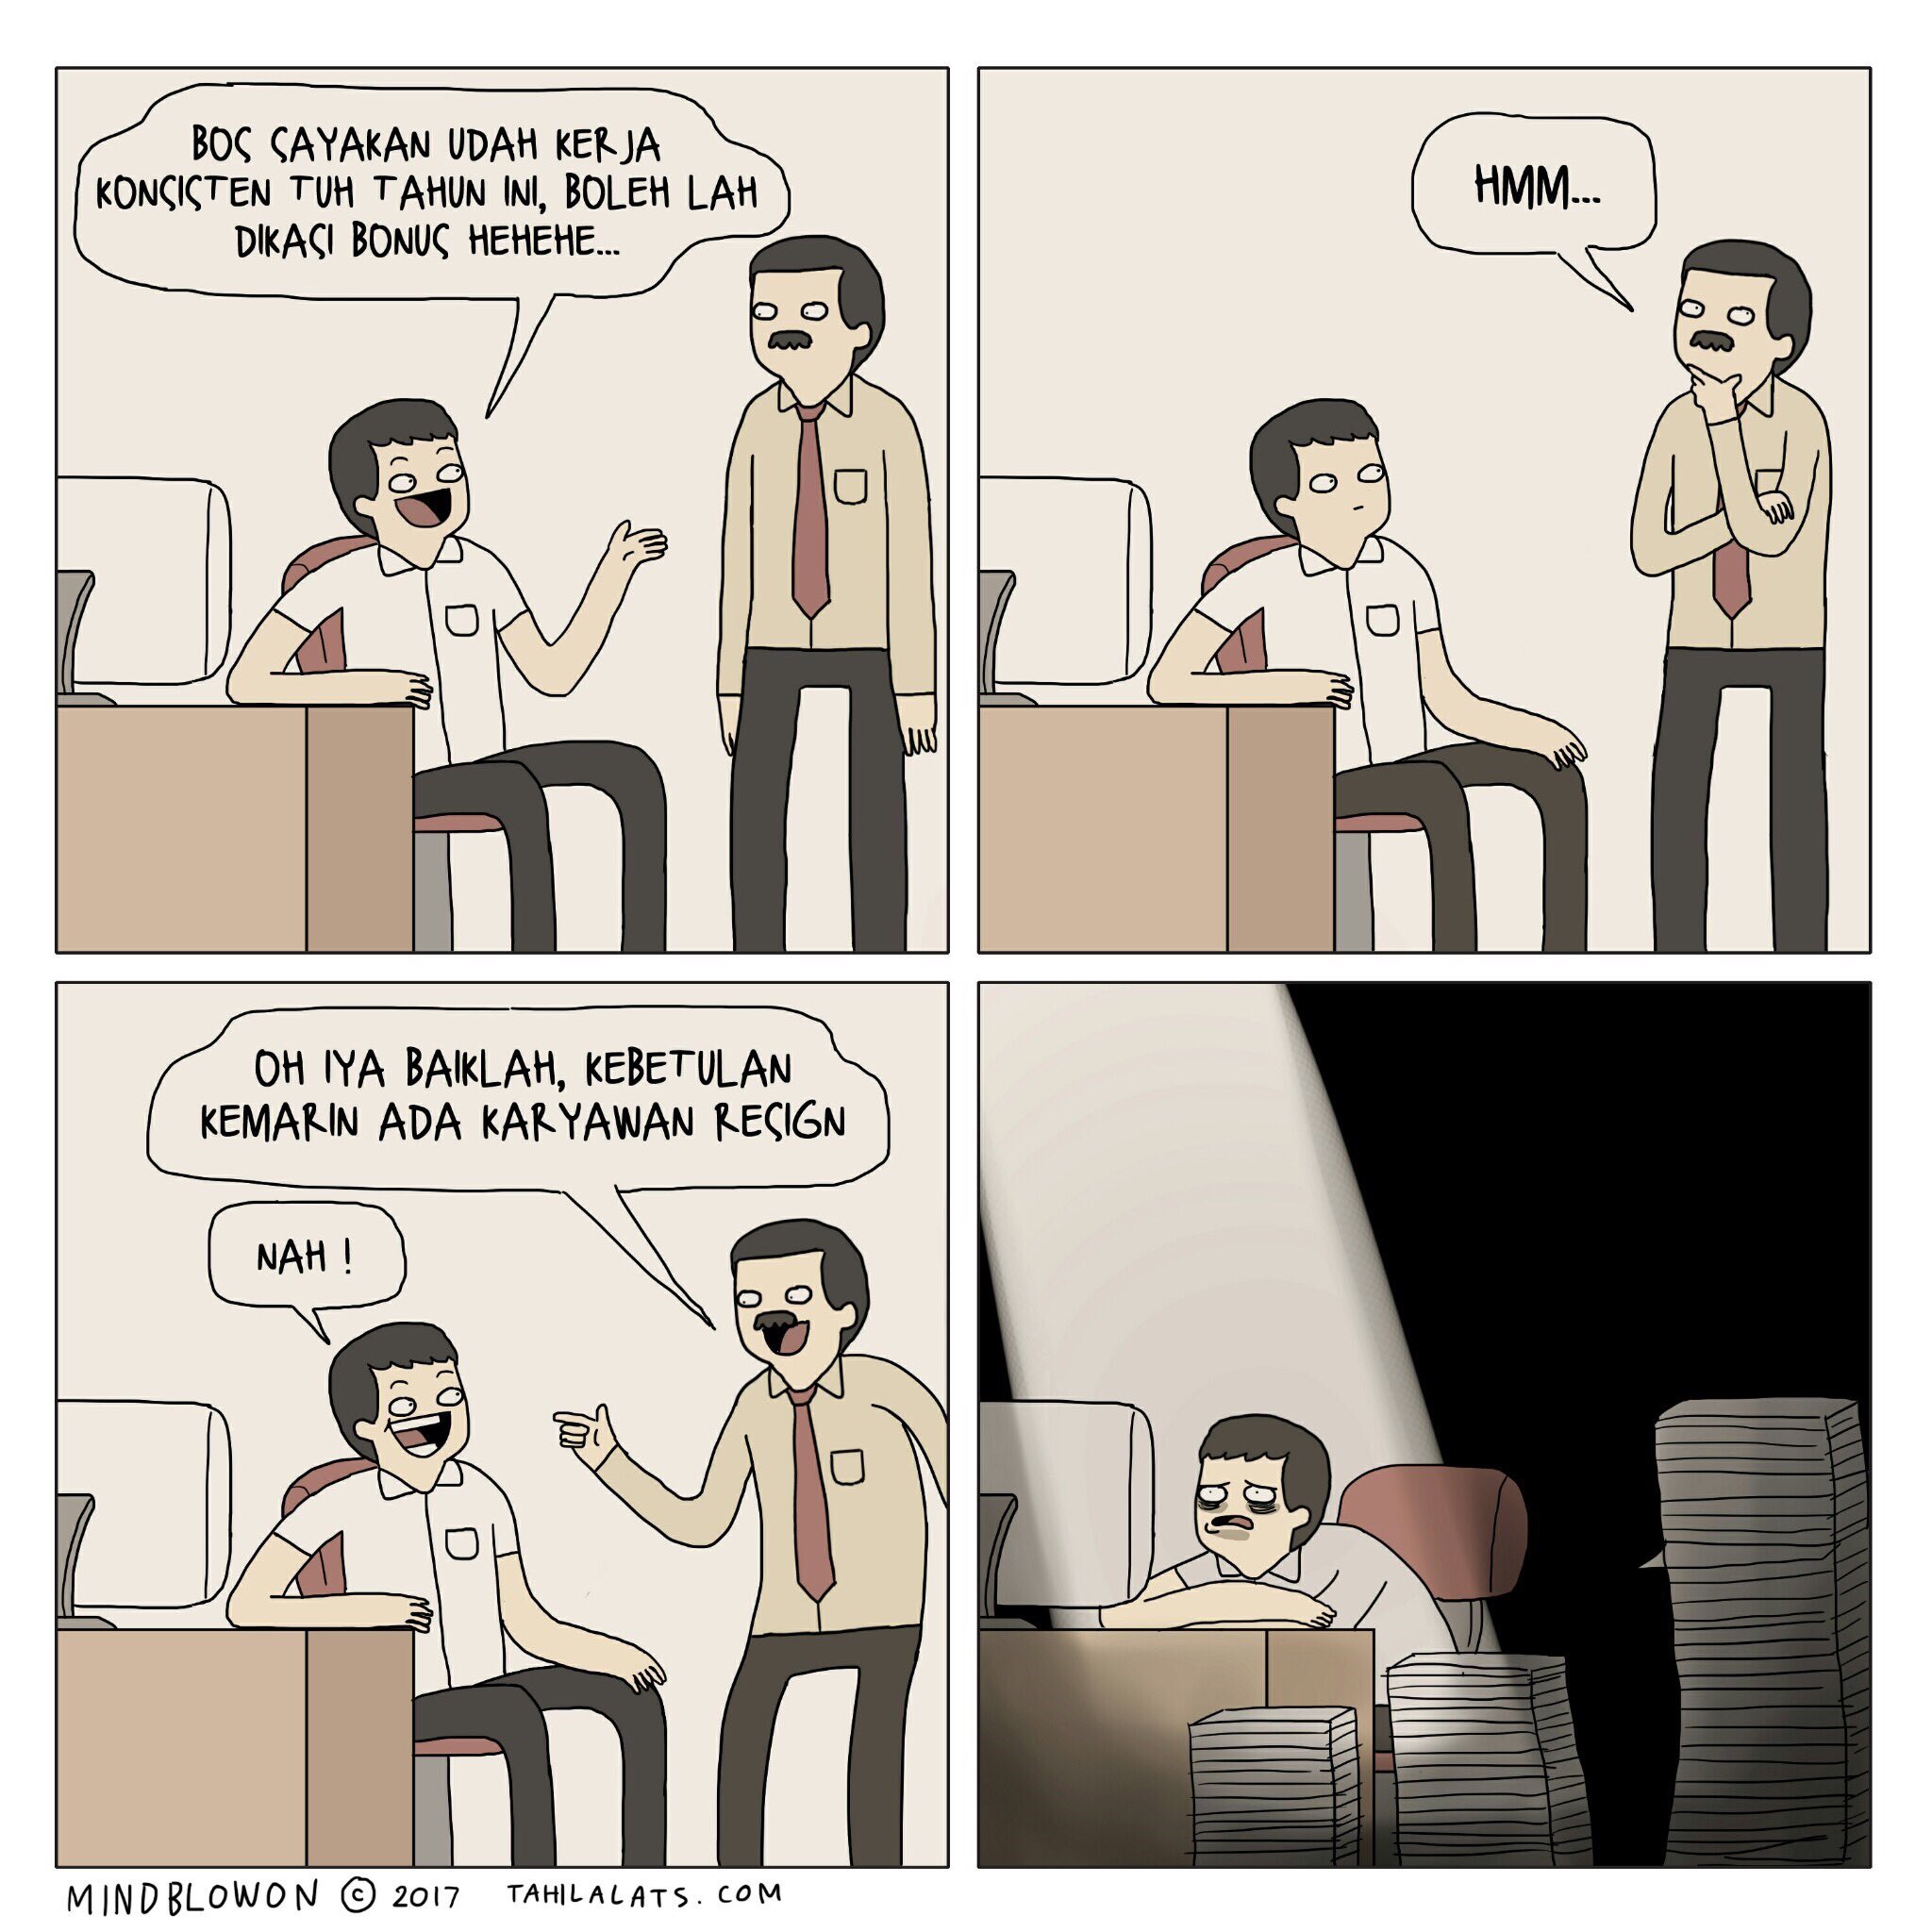 BOS SAYAKAN UDAH KERJA
KONSISTEN TUH TAHUN INI, BOLEH LAH
DIKASI BONUS HEHEHE...
HMM...
OH IYA BAIKLAH, KEBETULAN
KEMARIN ADA KARYAWAN RESIGN
NAH !
MINDBLOWON © 2017 TAHILALATS. COM